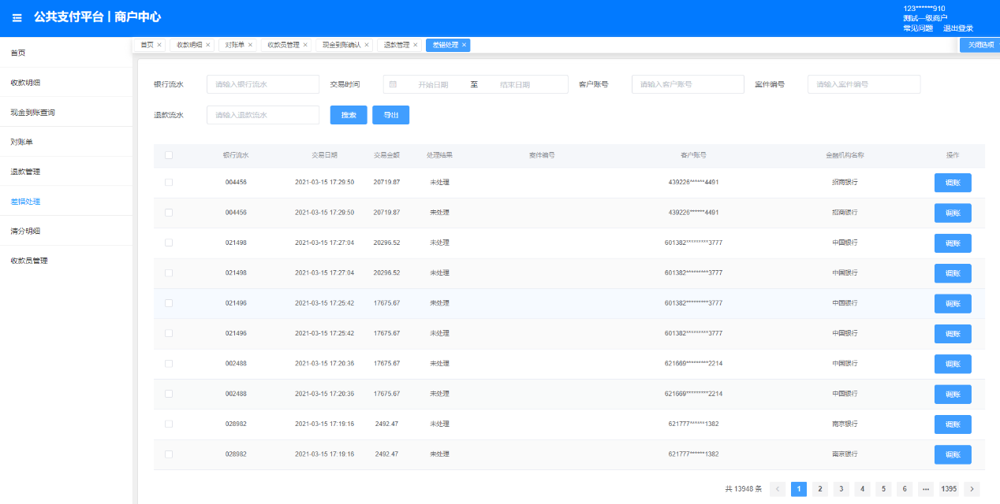 公共支付平台 | 商户中心
123******910
测试一级商户
常见问题 退出登录
首页 × 收款明细 × 对账单 × 收款员管理 × 现金到账确认 × 退款管理 × 差错处理 × 关闭选项
首页
收款明细
现金到账查询
对账单
退款管理
差错处理
清分明细
收款员管理
银行流水 请输入银行流水 交易时间 开始日期 至 结束日期 客户账号 请输入客户账号 案件编号 请输入案件编号
退款流水 请输入退款流水 搜索 导出
银行流水 交易日期 交易金额 处理结果 案件编号 客户账号 金融机构名称 操作
004456 2021-03-15 17:29:50 20719.87 未处理 439226******4491 招商银行 调账
004456 2021-03-15 17:29:50 20719.87 未处理 439226******4491 招商银行 调账
021498 2021-03-15 17:27:04 20296.52 未处理 601382*********3777 中国银行 调账
021498 2021-03-15 17:27:04 20296.52 未处理 601382*********3777 中国银行 调账
021496 2021-03-15 17:25:42 17675.67 未处理 601382*********3777 中国银行 调账
021496 2021-03-15 17:25:42 17675.67 未处理 601382*********3777 中国银行 调账
002488 2021-03-15 17:20:36 17675.67 未处理 621669*********2214 中国银行 调账
002488 2021-03-15 17:20:36 17675.67 未处理 621669*********2214 中国银行 调账
028982 2021-03-15 17:19:16 2492.47 未处理 621777******1382 南京银行 调账
028982 2021-03-15 17:19:16 2492.47 未处理 621777******1382 南京银行 调账
共 13948 条 < 1 2 3 4 5 6 ••• 1395 >